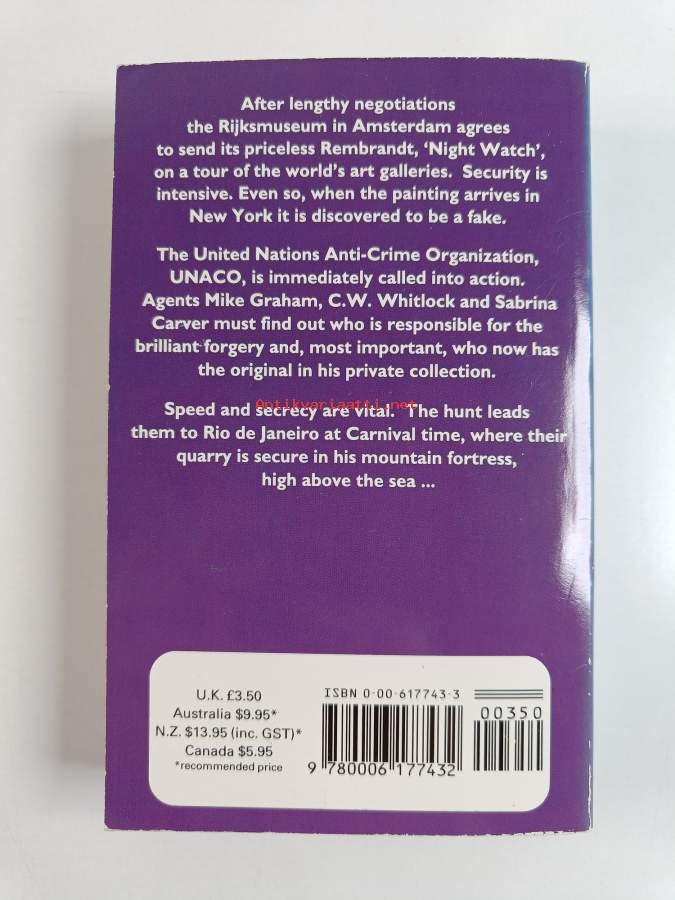 After lengthy negotiations
the Rijksmuseum in Amsterdam agrees
to send its priceless Rembrandt, ‘Night Watch’,
on a tour of the world’s art galleries. Security is
intensive. Even so, when the painting arrives in
New York it is discovered to be a fake.
The United Nations Anti-Crime Organization,
UNACO, is immediately called into action.
Agents Mike Graham, C.W. Whitlock and Sabrina
Carver must find out who is responsible for the
brilliant forgery and, most important, who now has
the original in his private collection.
Antikvariaatti.net
Speed and secrecy are vital. The hunt leads
them to Rio de Janeiro at Carnival time, where their
quarry is secure in his mountain fortress,
high above the sea ...
U.K. £3.50
Australia $9.95*
N.Z. $13.95 (inc. GST)*
Canada $5.95
*recommended price
ISBN 0-00-617743-3
00350
9 780006 177432